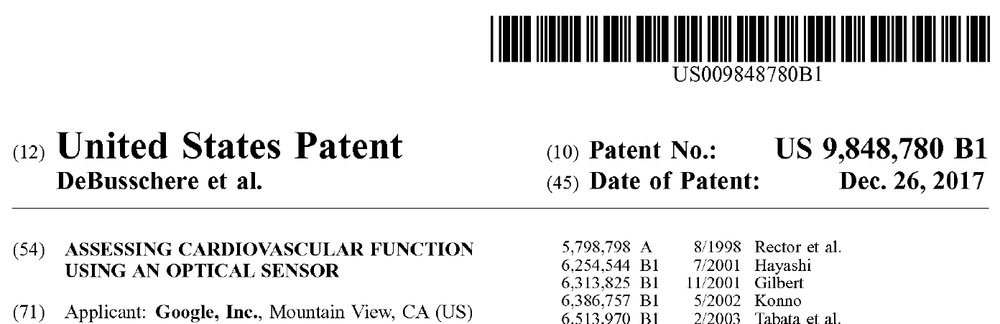 US009848780B1
(12) United States Patent
DeBusschere et al.
(10) Patent No.: US 9,848,780 B1
(45) Date of Patent: Dec. 26, 2017
(54) ASSESSING CARDIOVASCULAR FUNCTION
USING AN OPTICAL SENSOR
(71) Applicant: Google, Inc., Mountain View, CA (US)
5,798,798 A 8/1998 Rector et al.
6,254,544 B1 7/2001 Hayashi
6,313,825 B1 11/2001 Gilbert
6,386,757 B1 5/2002 Konno
6,513,970 B1 2/2003 Tabata et al.